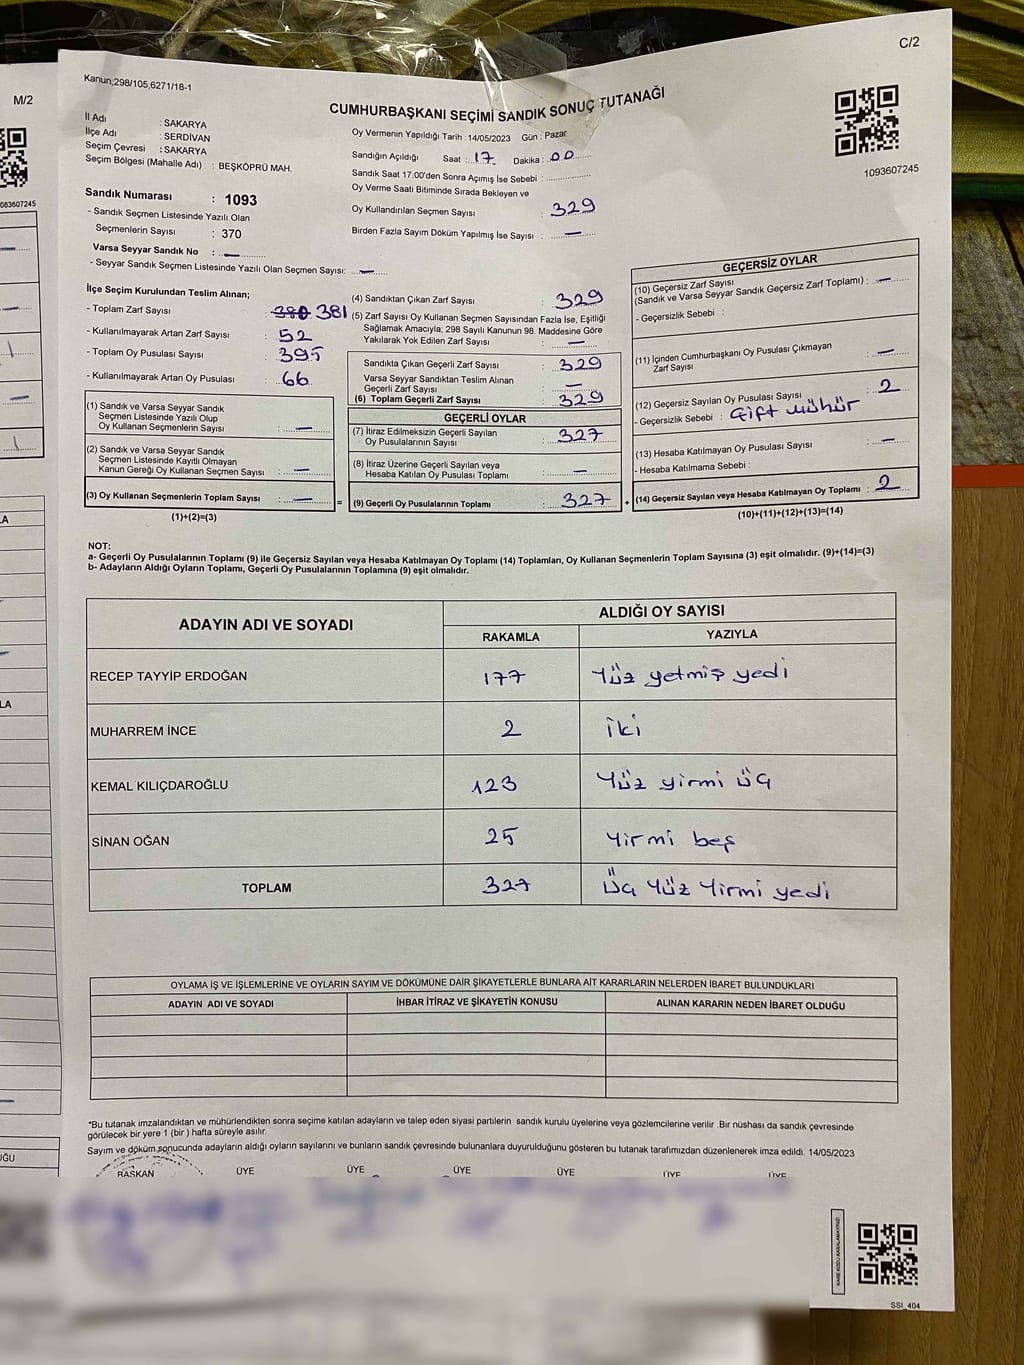 C/2
Kanun;298/105,6271/18-1
M/2
CUMHURBAŞKANI SEÇİMİ SANDIK SONUÇ TUTANAĞI
İl Adı : SAKARYA
İlçe Adı : SERDİVAN
Seçim Çevresi : SAKARYA
Seçim Bölgesi (Mahalle Adı) : BEŞKÖPRÜ MAH.
Oy Vermenin Yapıldığı Tarih : 14/05/2023 Gün : Pazar
Sandığın Açıldığı Saat : 17 Dakika : 00
Sandık Saat 17:00'den Sonra Açımış İse Sebebi :
Oy Verme Saati Bitiminde Sırada Bekleyen ve
Oy Kullandırılan Seçmen Sayısı : 329
Birden Fazla Sayım Döküm Yapılmış İse Sayısı : —
1093607245
Sandık Numarası : 1093
- Sandık Seçmen Listesinde Yazılı Olan
Seçmenlerin Sayısı : 370
Varsa Seyyar Sandık No : —
- Seyyar Sandık Seçmen Listesinde Yazılı Olan Seçmen Sayısı: —
İlçe Seçim Kurulundan Teslim Alınan;
- Toplam Zarf Sayısı : 380 381
- Kullanılmayarak Artan Zarf Sayısı : 52
- Toplam Oy Pusulası Sayısı : 395
- Kullanılmayarak Artan Oy Pusulası : 66
(1) Sandık ve Varsa Seyyar Sandık
Seçmen Listesinde Yazılı Olup
Oy Kullanan Seçmenlerin Sayısı : —
(2) Sandık ve Varsa Seyyar Sandık
Seçmen Listesinde Kayıtlı Olmayan
Kanun Gereği Oy Kullanan Seçmen Sayısı : —
(3) Oy Kullanan Seçmenlerin Toplam Sayısı : — =
(1)+(2)=(3)
(4) Sandıktan Çıkan Zarf Sayısı : 329
(5) Zarf Sayısı Oy Kullanan Seçmen Sayısından Fazla İse, Eşitliği
Sağlamak Amacıyla; 298 Sayılı Kanunun 98. Maddesine Göre
Yakılarak Yok Edilen Zarf Sayısı : —
Sandıkta Çıkan Geçerli Zarf Sayısı : 329
Varsa Seyyar Sandıktan Teslim Alınan
Geçerli Zarf Sayısı : —
(6) Toplam Geçerli Zarf Sayısı : 329
GEÇERLİ OYLAR
(7) İtiraz Edilmeksizin Geçerli Sayılan
Oy Pusulalarının Sayısı : 327
(8) İtiraz Üzerine Geçerli Sayılan veya
Hesaba Katılan Oy Pusulası Toplamı : —
(9) Geçerli Oy Pusulalarının Toplamı : 327 +
GEÇERSİZ OYLAR
(10) Geçersiz Zarf Sayısı
(Sandık ve Varsa Seyyar Sandık Geçersiz Zarf Toplamı) : —
- Geçersizlik Sebebi :
(11) İçinden Cumhurbaşkanı Oy Pusulası Çıkmayan
Zarf Sayısı : —
(12) Geçersiz Sayılan Oy Pusulası Sayısı : 2
- Geçersizlik Sebebi : Çift Mühür
(13) Hesaba Katılmayan Oy Pusulası Sayısı : —
- Hesaba Katılmama Sebebi :
(14) Geçersiz Sayılan veya Hesaba Katılmayan Oy Toplamı : 2
(10)+(11)+(12)+(13)=(14)
NOT:
a- Geçerli Oy Pusulalarının Toplamı (9) ile Geçersiz Sayılan veya Hesaba Katılmayan Oy Toplamı (14) Toplamları, Oy Kullanan Seçmenlerin Toplam Sayısına (3) eşit olmalıdır. (9)+(14)=(3)
b- Adayların Aldığı Oyların Toplamı, Geçerli Oy Pusulalarının Toplamına (9) eşit olmalıdır.
ADAYIN ADI VE SOYADI
ALDIĞI OY SAYISI
RAKAMLA YAZIYLA
RECEP TAYYİP ERDOĞAN 177 Yüz yetmiş yedi
MUHARREM İNCE 2 İki
KEMAL KILIÇDAROĞLU 123 Yüz yirmi üç
SİNAN OĞAN 25 Yirmi beş
TOPLAM 327 Üç Yüz Yirmi yedi
OYLAMA İŞ VE İŞLEMLERİNE VE OYLARIN SAYIM VE DÖKÜMÜNE DAİR ŞİKAYETLERLE BUNLARA AİT KARARLARIN NELERDEN İBARET BULUNDUKLARI
ADAYIN ADI VE SOYADI İHBAR İTİRAZ VE ŞİKAYETİN KONUSU ALINAN KARARIN NEDEN İBARET OLDUĞU
*Bu tutanak imzalandıktan ve mühürlendikten sonra seçime katılan adayların ve talep eden siyasi partilerin sandık kurulu üyelerine veya gözlemcilerine verilir .Bir nüshası da sandık çevresinde
görülecek bir yere 1 (bir ) hafta süreyle asılır.
Sayım ve döküm sonucunda adayların aldığı oyların sayılarını ve bunların sandık çevresinde bulunanlara duyurulduğunu gösteren bu tutanak tarafımızdan düzenlenerek imza edildi. 14/05/2023
BAŞKAN ÜYE ÜYE ÜYE ÜYE ÜYE ÜYE
KARE KODU KARALAMAYINIZ!
SSI_404